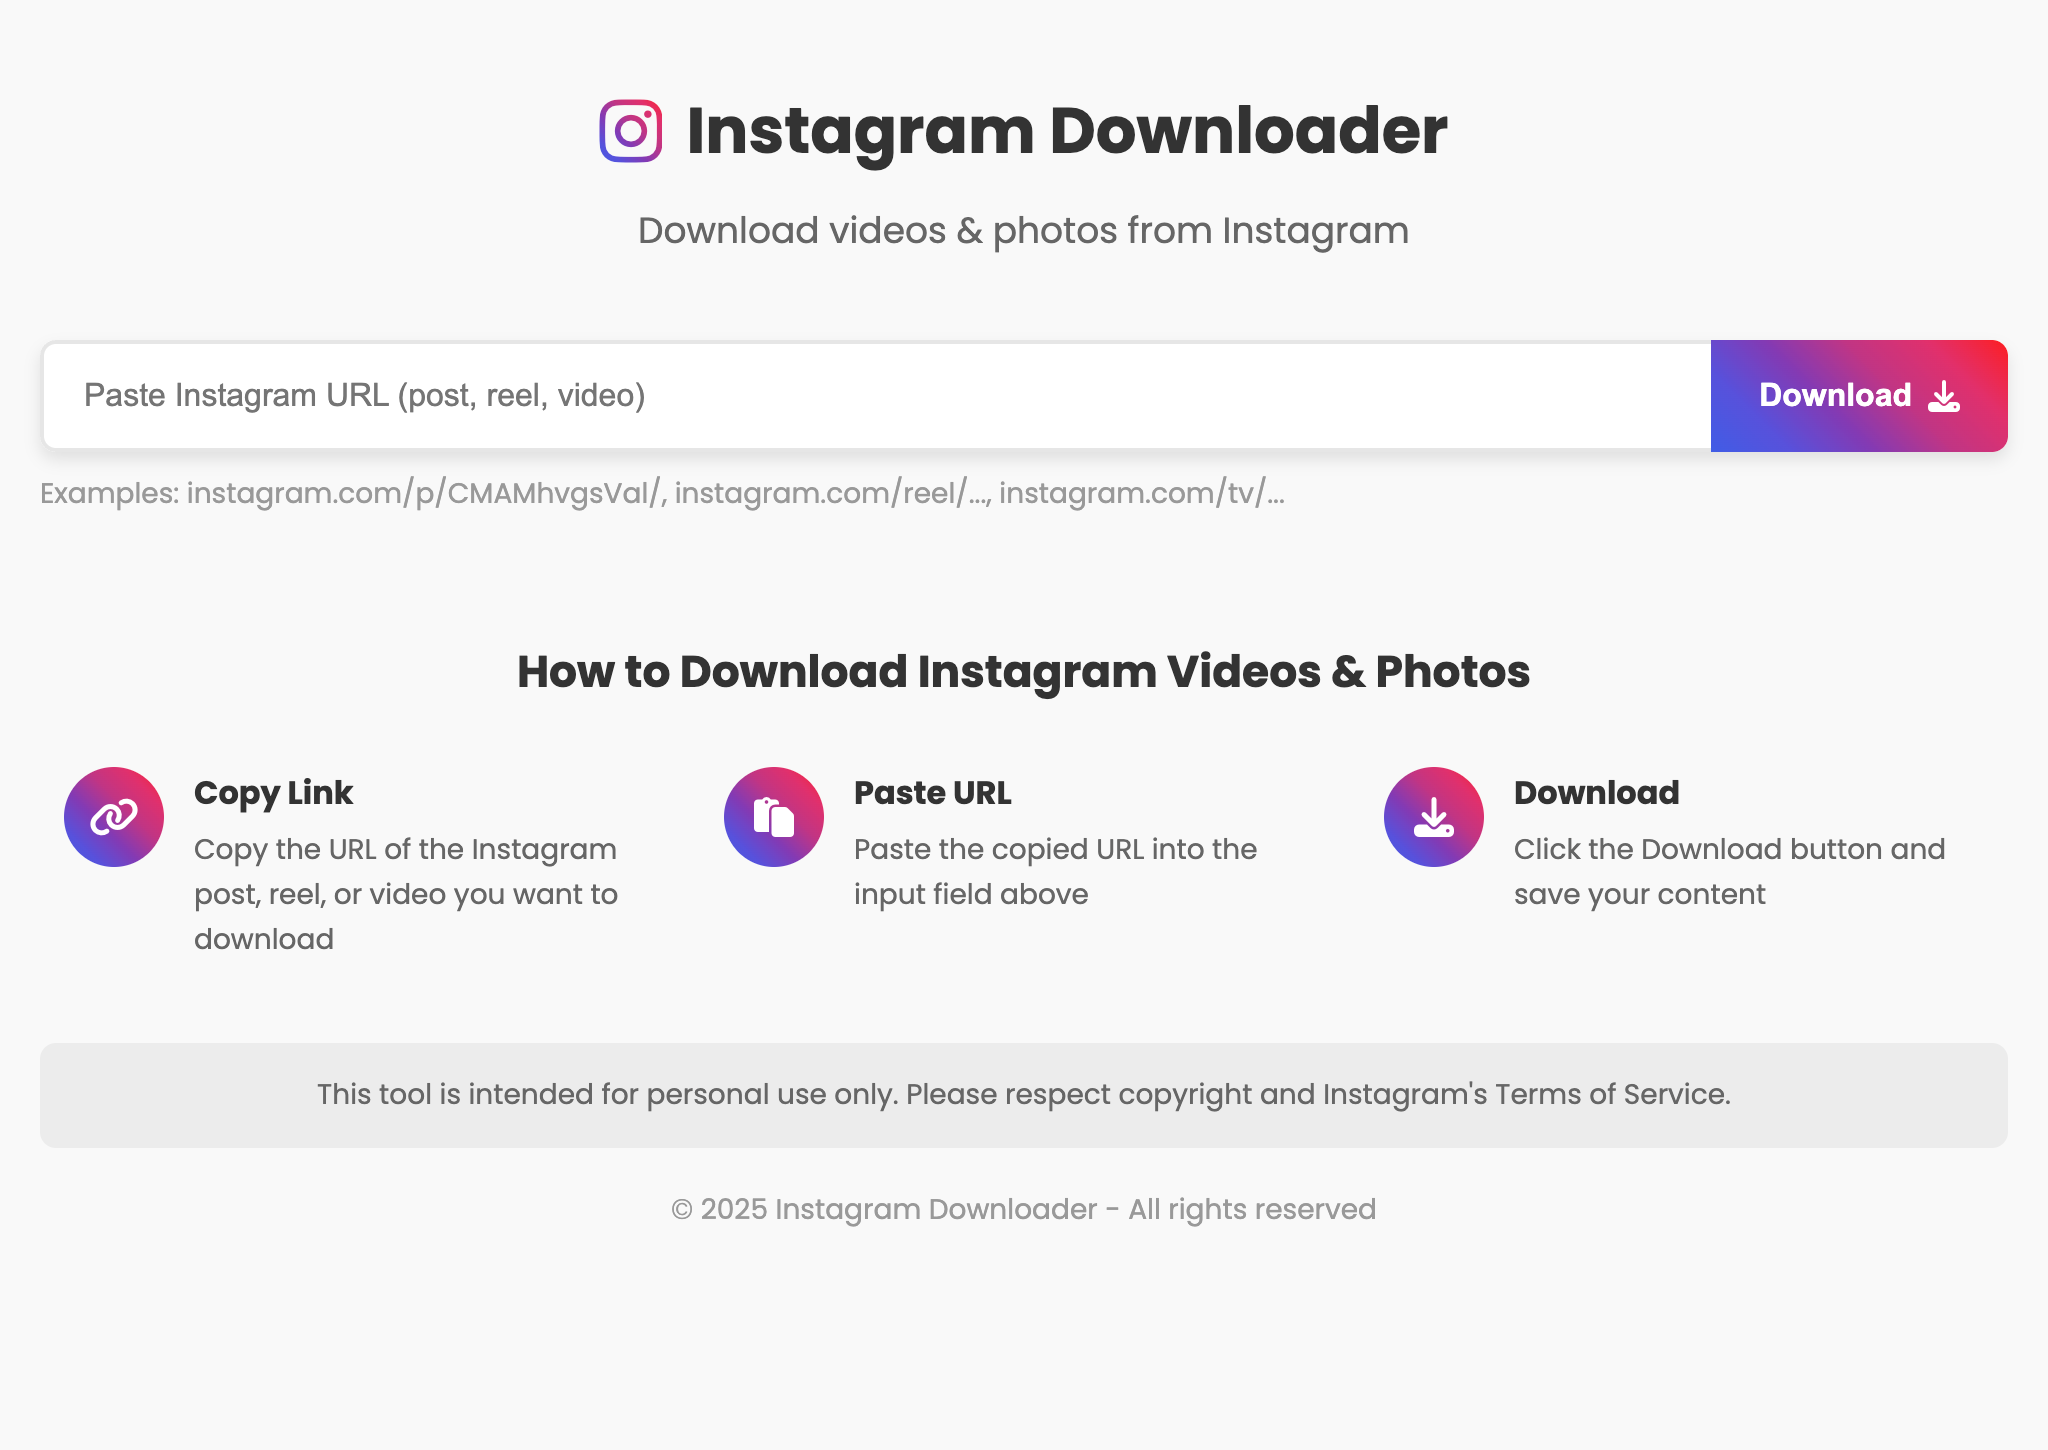 Instagram Downloader
Download videos & photos from Instagram
Paste Instagram URL (post, reel, video)
Download
Examples: instagram.com/p/CMAMhvgsVal/, instagram.com/reel/..., instagram.com/tv/...
How to Download Instagram Videos & Photos
Copy Link
Copy the URL of the Instagram
post, reel, or video you want to
download
Paste URL
Paste the copied URL into the
input field above
Download
Click the Download button and
save your content
This tool is intended for personal use only. Please respect copyright and Instagram's Terms of Service.
© 2025 Instagram Downloader - All rights reserved